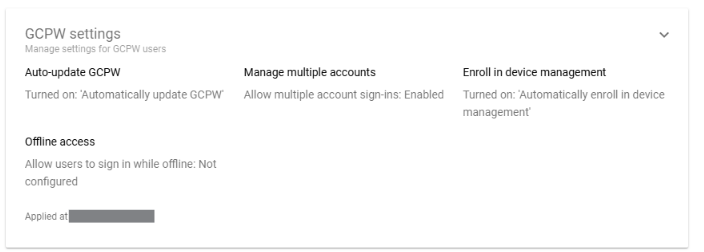 GCPW settings
Manage settings for GCPW users
Auto-update GCPW
Turned on: 'Automatically update GCPW'
Manage multiple accounts
Allow multiple account sign-ins: Enabled
Enroll in device management
Turned on: 'Automatically enroll in device
management'
Offline access
Allow users to sign in while offline: Not
configured
Applied at